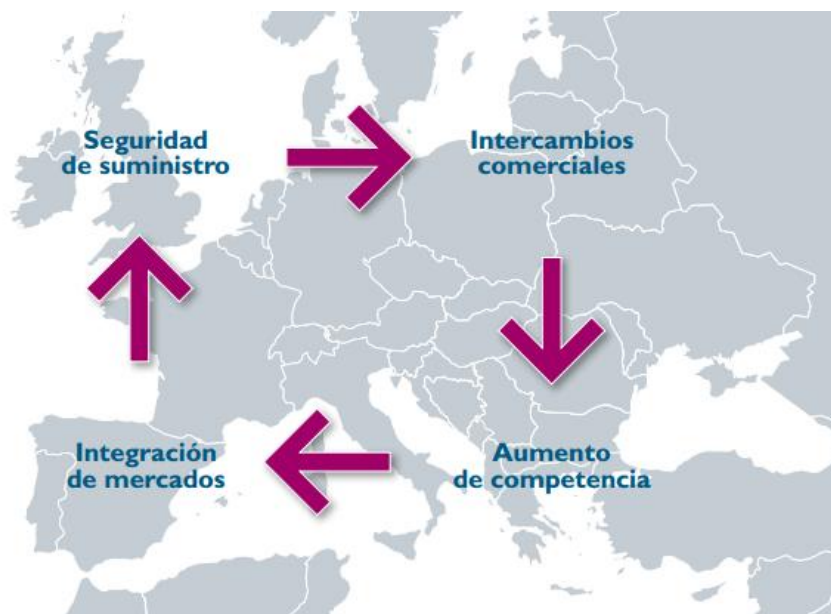 Seguridad
de suministro
Intercambios
comerciales
Integración
de mercados
Aumento
de competencia